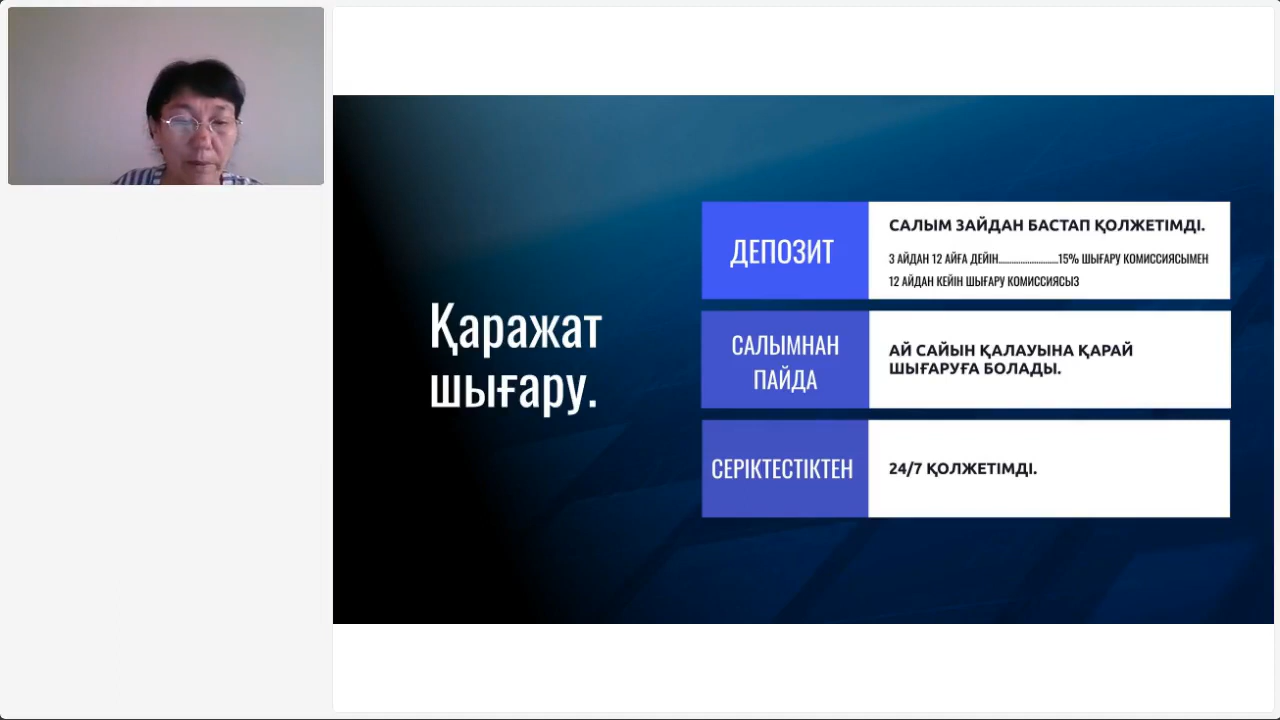 Қаражат
шығару.
ДЕПОЗИТ
САЛЫМ 3АЙДАН БАСТАП ҚОЛЖЕТІМДІ.
3 АЙДАН 12 АЙҒА ДЕЙІН...........................15% ШЫҒАРУ КОМИССИЯСЫМЕН
12 АЙДАН КЕЙІН ШЫҒАРУ КОМИССИЯСЫЗ
САЛЫМНАН
ПАЙДА
АЙ САЙЫН ҚАЛАУЫНА ҚАРАЙ
ШЫҒАРУҒА БОЛАДЫ.
СЕРІКТЕСТІКТЕН
24/7 ҚОЛЖЕТІМДІ.